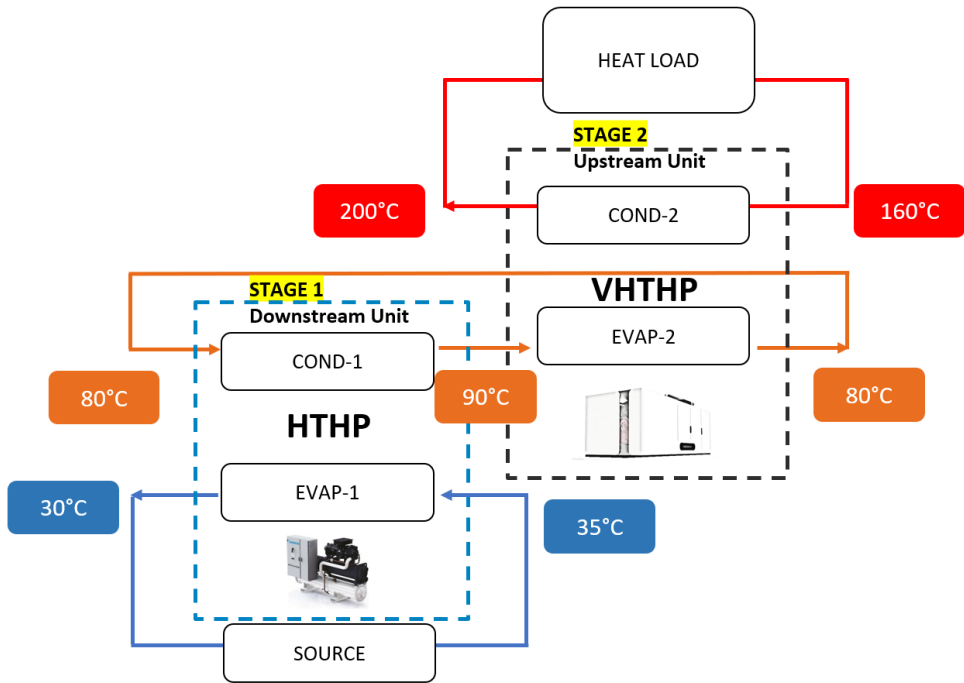 HEAT LOAD
STAGE 2
Upstream Unit
200°C
COND-2
160°C
STAGE 1
VHTHP
Downstream Unit
COND-1
EVAP-2
80°C
90°C
80°C
HTHP
EVAP-1
30°C
35°C
SOURCE